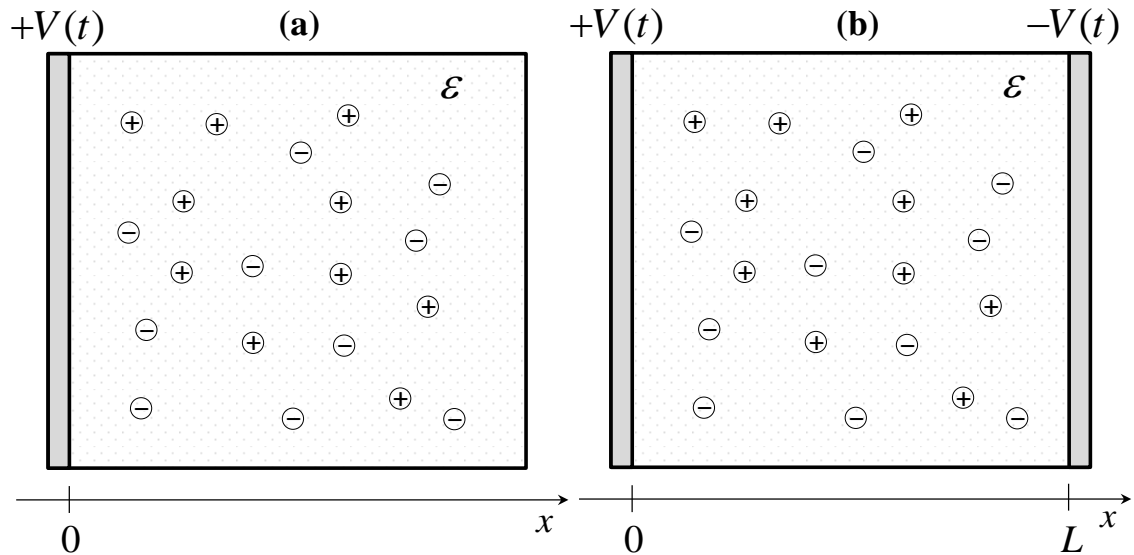 +V(t) (a)
ε
0 x
+V(t) (b) −V(t)
ε
0 L x